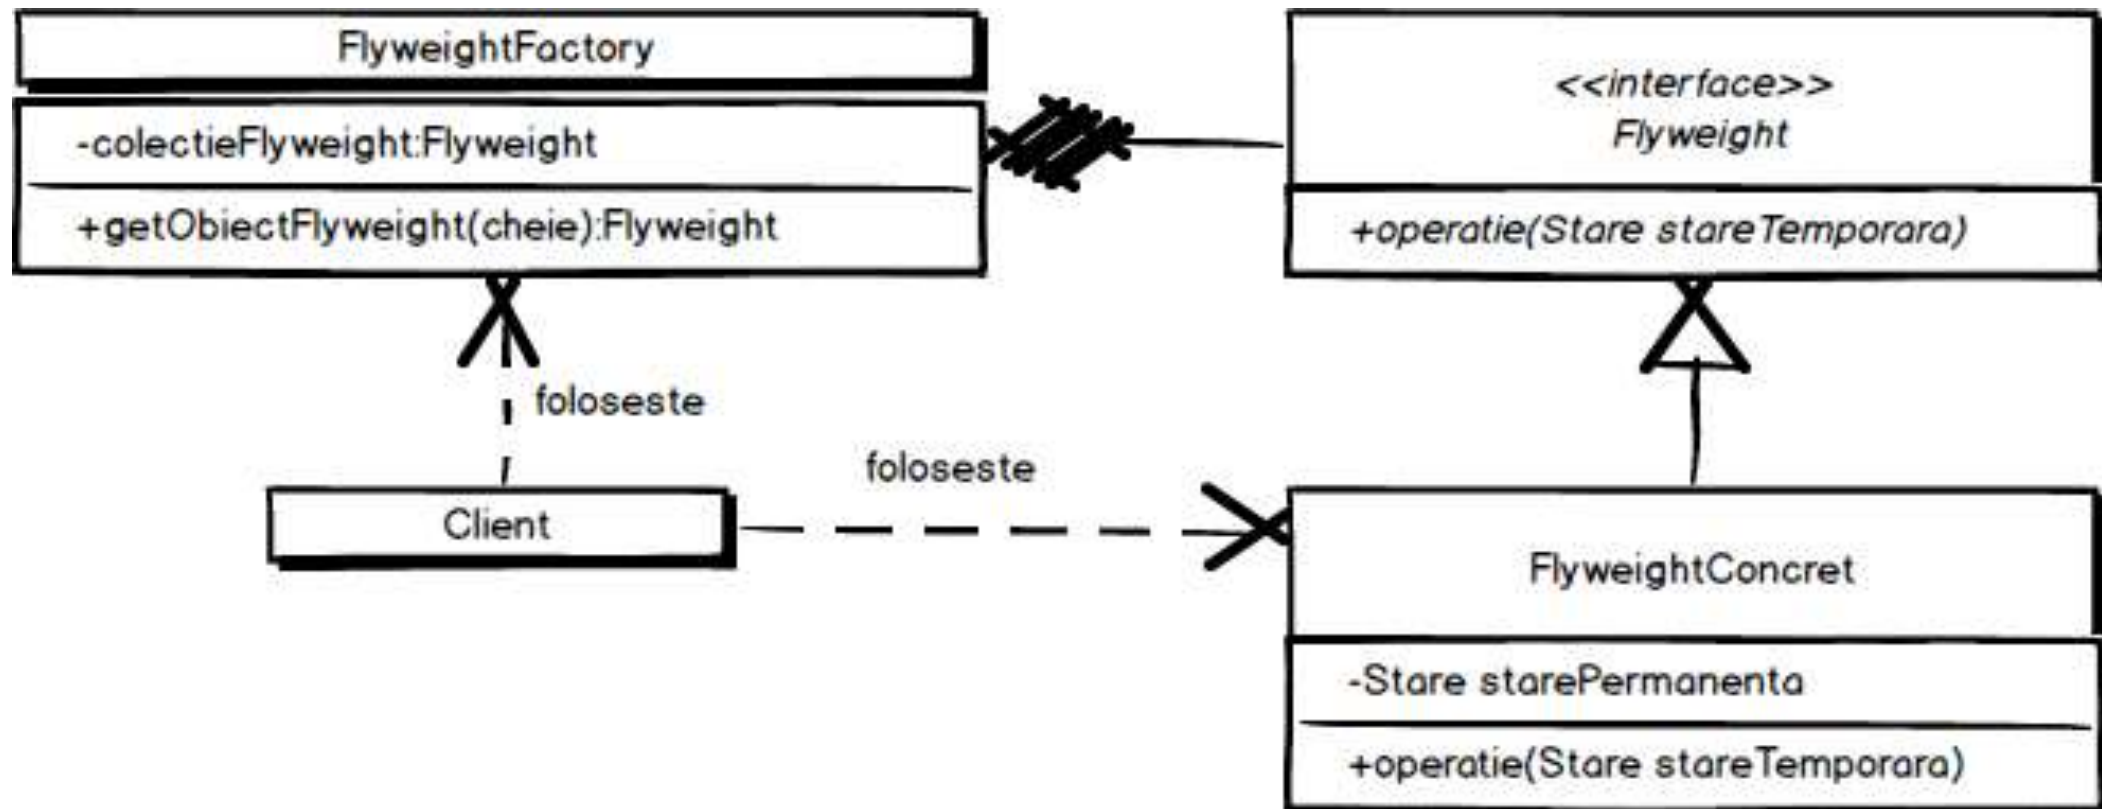 FlyweightFactory
-colectieFlyweight:Flyweight
+getObiectFlyweight(cheie):Flyweight
<<interface>>
Flyweight
+operatie(Stare stareTemporara)
foloseste
foloseste
Client
FlyweightConcret
-Stare starePermanenta
+operatie(Stare stareTemporara)